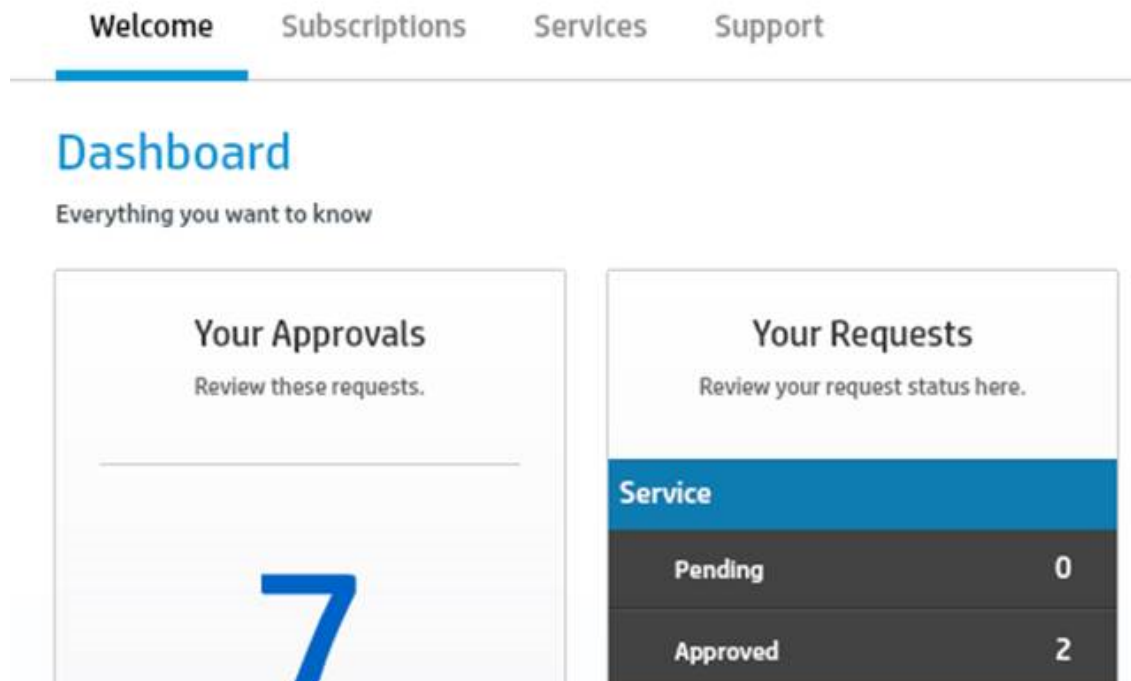 Welcome Subscriptions Services Support
Dashboard
Everything you want to know
Your Approvals
Review these requests.
7
Your Requests
Review your request status here.
Service
Pending 0
Approved 2